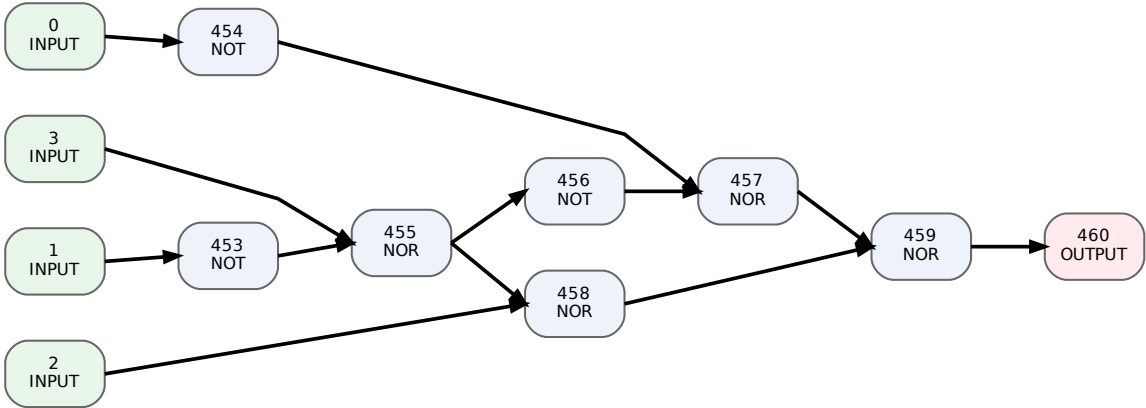 0
INPUT
454
NOT
3
INPUT
456
NOT
457
NOR
1
INPUT
453
NOT
455
NOR
459
NOR
460
OUTPUT
458
NOR
2
INPUT